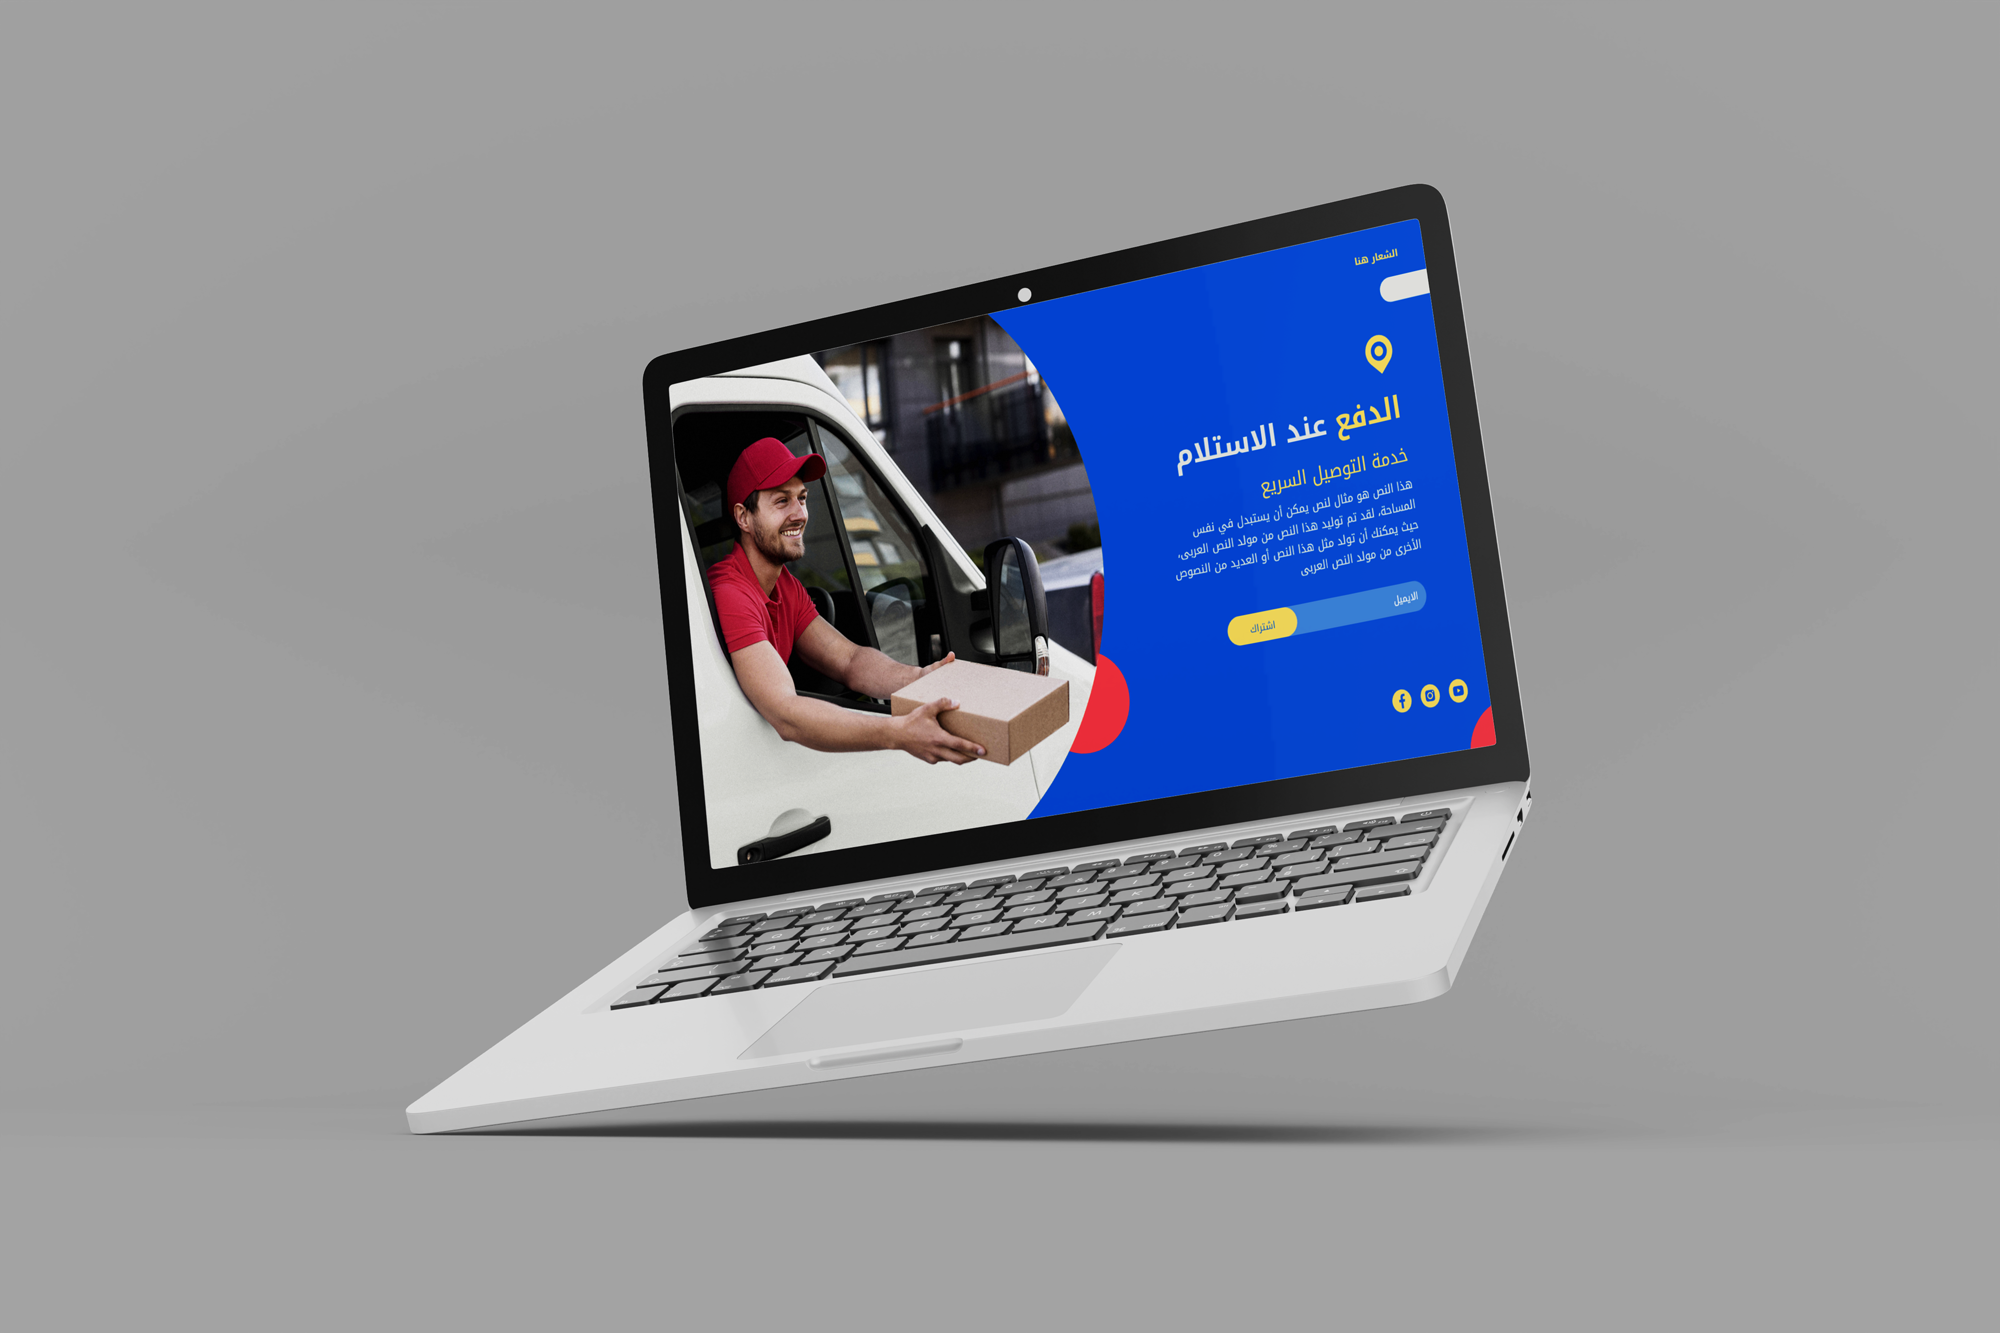 الشعار هنا
الدفع عند الاستلام
خدمة التوصيل السريع
هذا النص هو مثال لنص يمكن أن يستبدل في نفس
المساحة، لقد تم توليد هذا النص من مولد النص العربى،
حيث يمكنك أن تولد مثل هذا النص أو العديد من النصوص
الأخرى من مولد النص العربى
الايميل
اشتراك